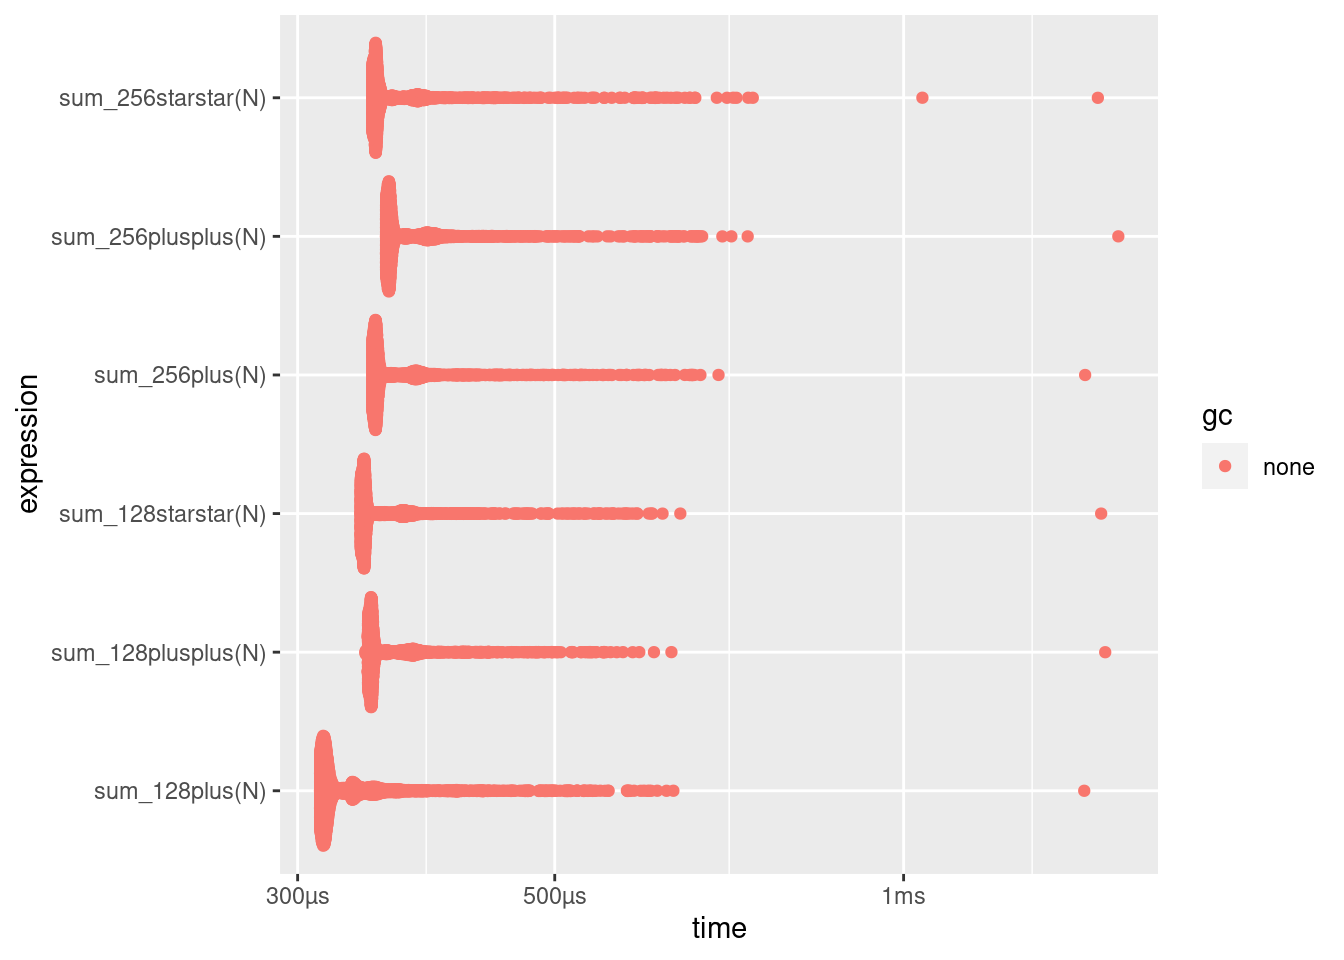 sum_256starstar(N)
sum_256plusplus(N)
sum_256plus(N)
sum_128starstar(N)
sum_128plusplus(N)
sum_128plus(N)
expression
300µs
500µs
1ms
time
gc
none